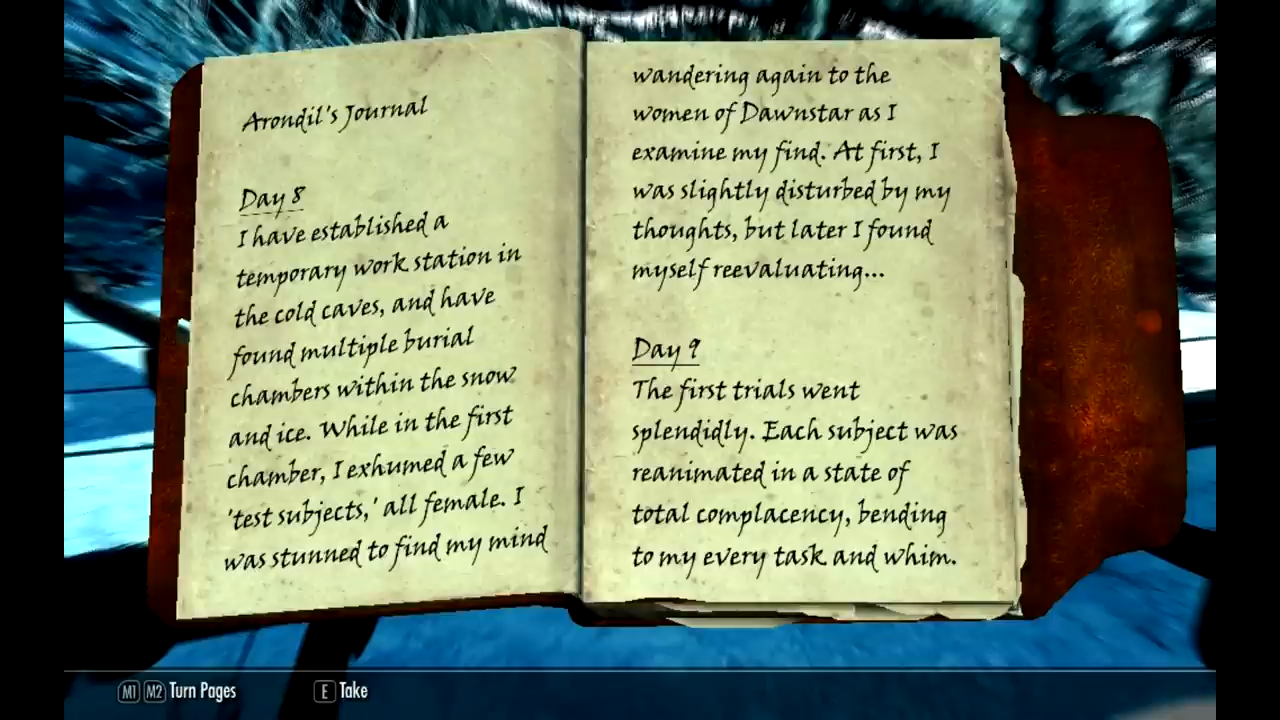 Arondil's Journal
Day 8
I have established a
temporary work station in
the cold caves, and have
found multiple burial
chambers within the snow
and ice. While in the first
chamber, I exhumed a few
'test subjects,' all female. I
was stunned to find my mind
wandering again to the
women of Dawnstar as I
examine my find. At first, I
was slightly disturbed by my
thoughts, but later I found
myself reevaluating...
Day 9
The first trials went
splendidly. Each subject was
reanimated in a state of
total complacency, bending
to my every task and whim.
M1 M2 Turn Pages
E Take